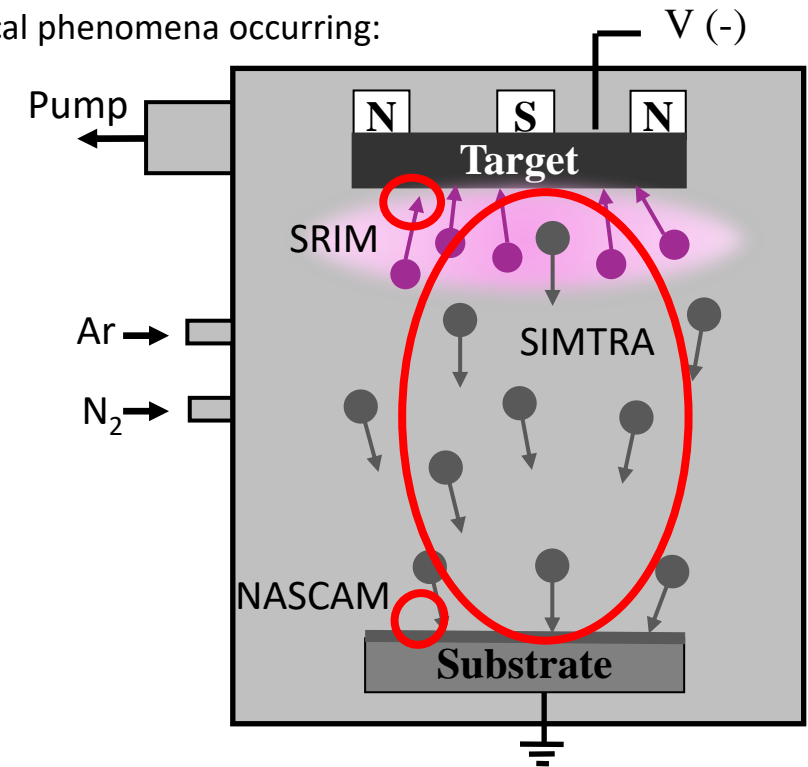 cal phenomena occurring:
V (-)
Pump
N S N
Target
SRIM
Ar
SIMTRA
N₂
NASCAM
Substrate